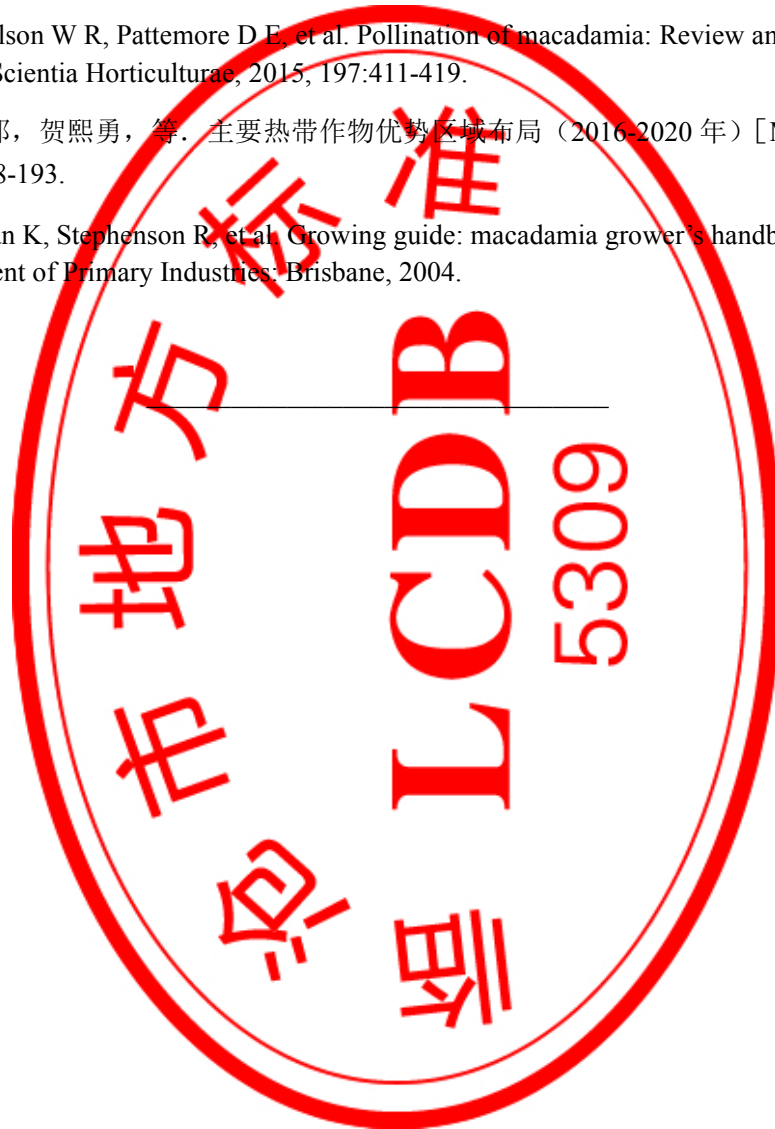 lson W R, Pattemore D E, et al. Pollination of macadamia: Review an
Scientia Horticulturae, 2015, 197:411-419.
郭，贺熙勇，等．主要热带作物优势区域布局（2016-2020 年）［M
8-193.
n K, Stephenson R, et al. Growing guide: macadamia grower’s handb
ent of Primary Industries: Brisbane, 2004.
临沧市地方标准
LCDB
5309